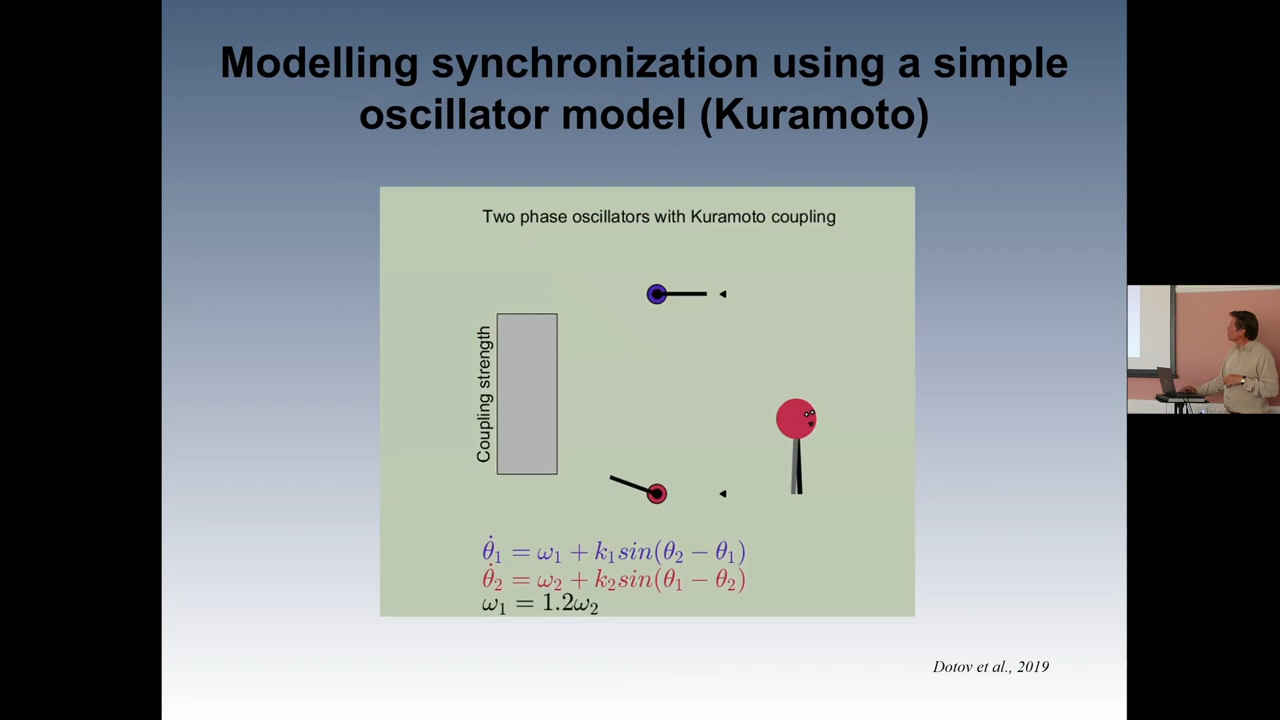 Modelling synchronization using a simple
oscillator model (Kuramoto)
Two phase oscillators with Kuramoto coupling
Coupling strength
θ̇₁ = ω₁ + k₁sin(θ₂ − θ₁)
θ̇₂ = ω₂ + k₂sin(θ₁ − θ₂)
ω₁ = 1.2ω₂
Dotov et al., 2019